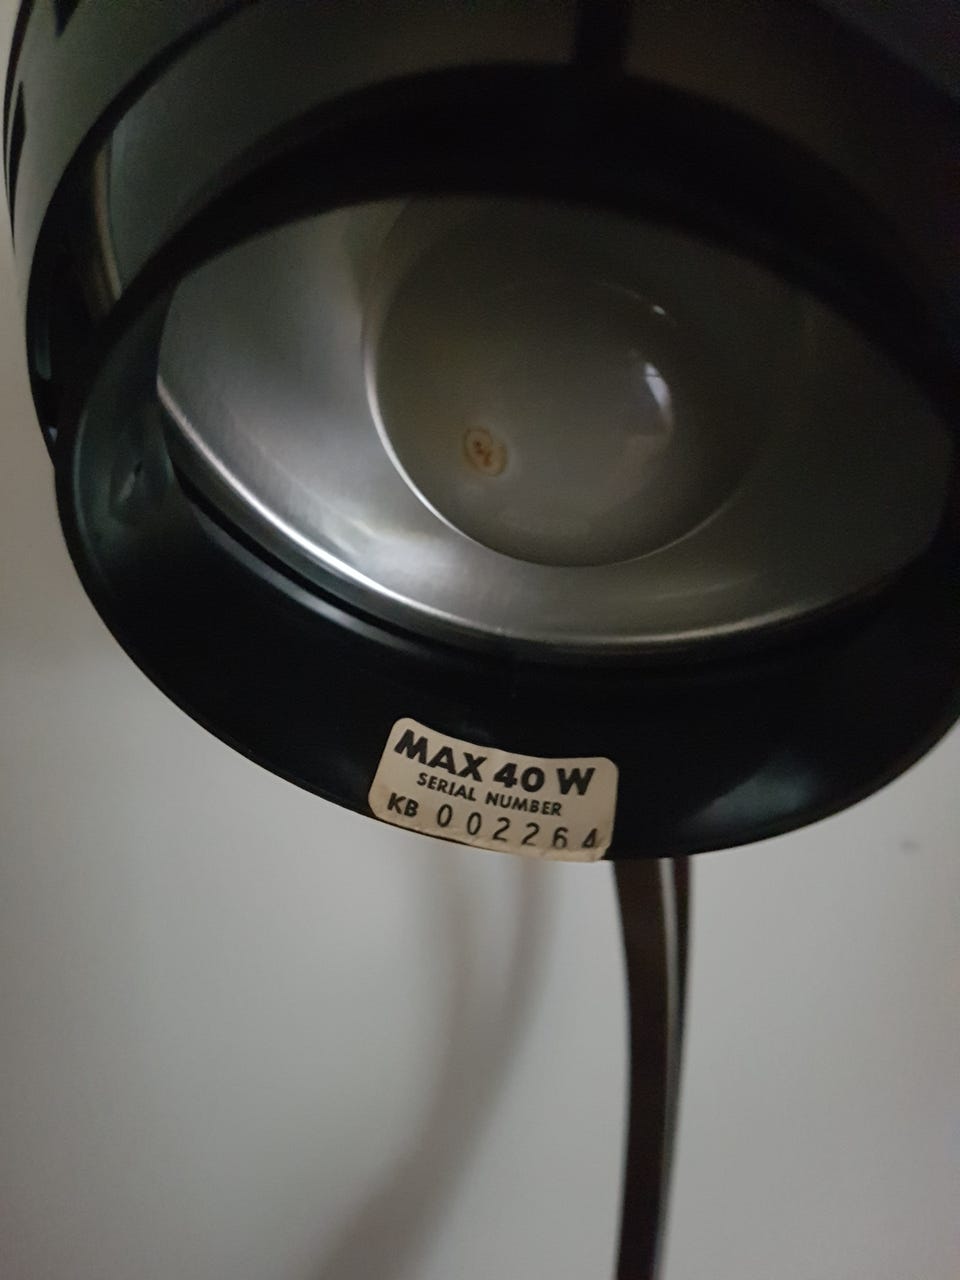 MAX 40 W
SERIAL NUMBER
KB 002264